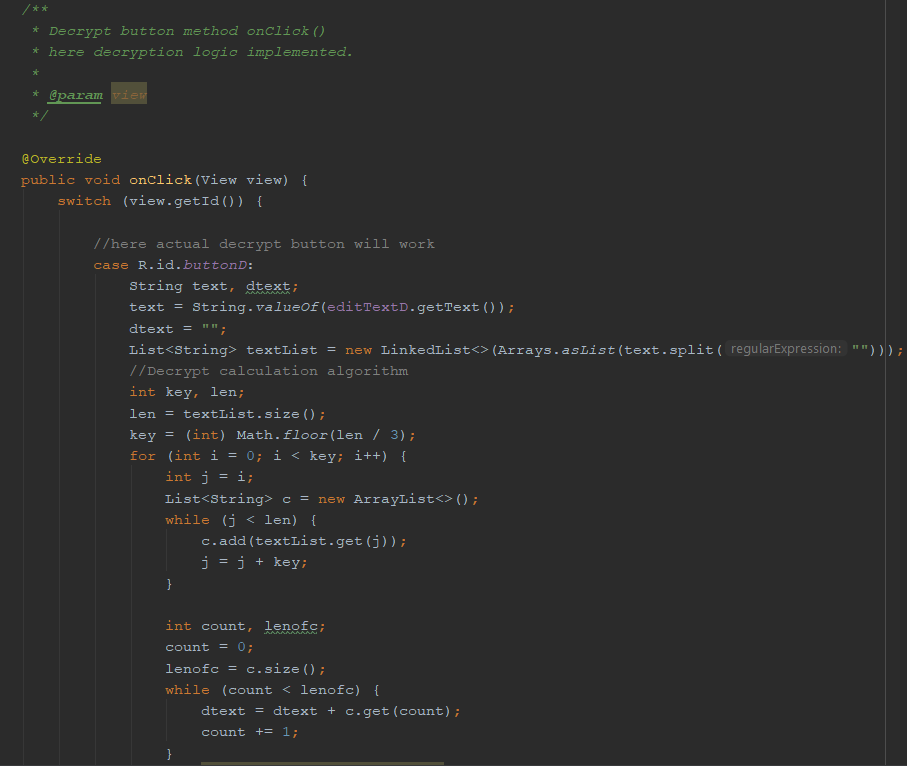 /**
* Decrypt button method onClick()
* here decryption logic implemented.
*
* @param view
*/
@Override
public void onClick(View view) {
switch (view.getId()) {
//here actual decrypt button will work
case R.id.buttonD:
String text, dtext;
text = String.valueOf(editTextD.getText());
dtext = "";
List<String> textList = new LinkedList<>(Arrays.asList(text.split( regularExpression: "")));
//Decrypt calculation algorithm
int key, len;
len = textList.size();
key = (int) Math.floor(len / 3);
for (int i = 0; i < key; i++) {
int j = i;
List<String> c = new ArrayList<>();
while (j < len) {
c.add(textList.get(j));
j = j + key;
}
int count, lenofc;
count = 0;
lenofc = c.size();
while (count < lenofc) {
dtext = dtext + c.get(count);
count += 1;
}